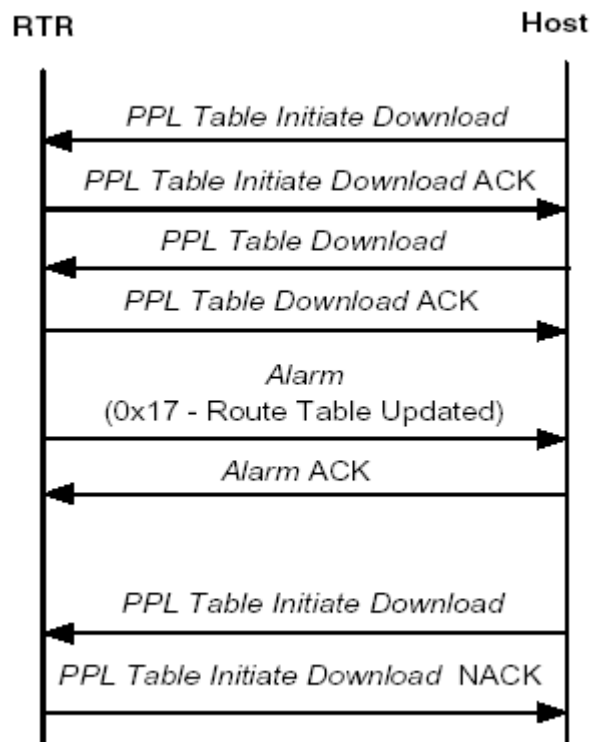 RTR Host
PPL Table Initiate Download
PPL Table Initiate Download ACK
PPL Table Download
PPL Table Download ACK
Alarm
(0x17 - Route Table Updated)
Alarm ACK
PPL Table Initiate Download
PPL Table Initiate Download NACK